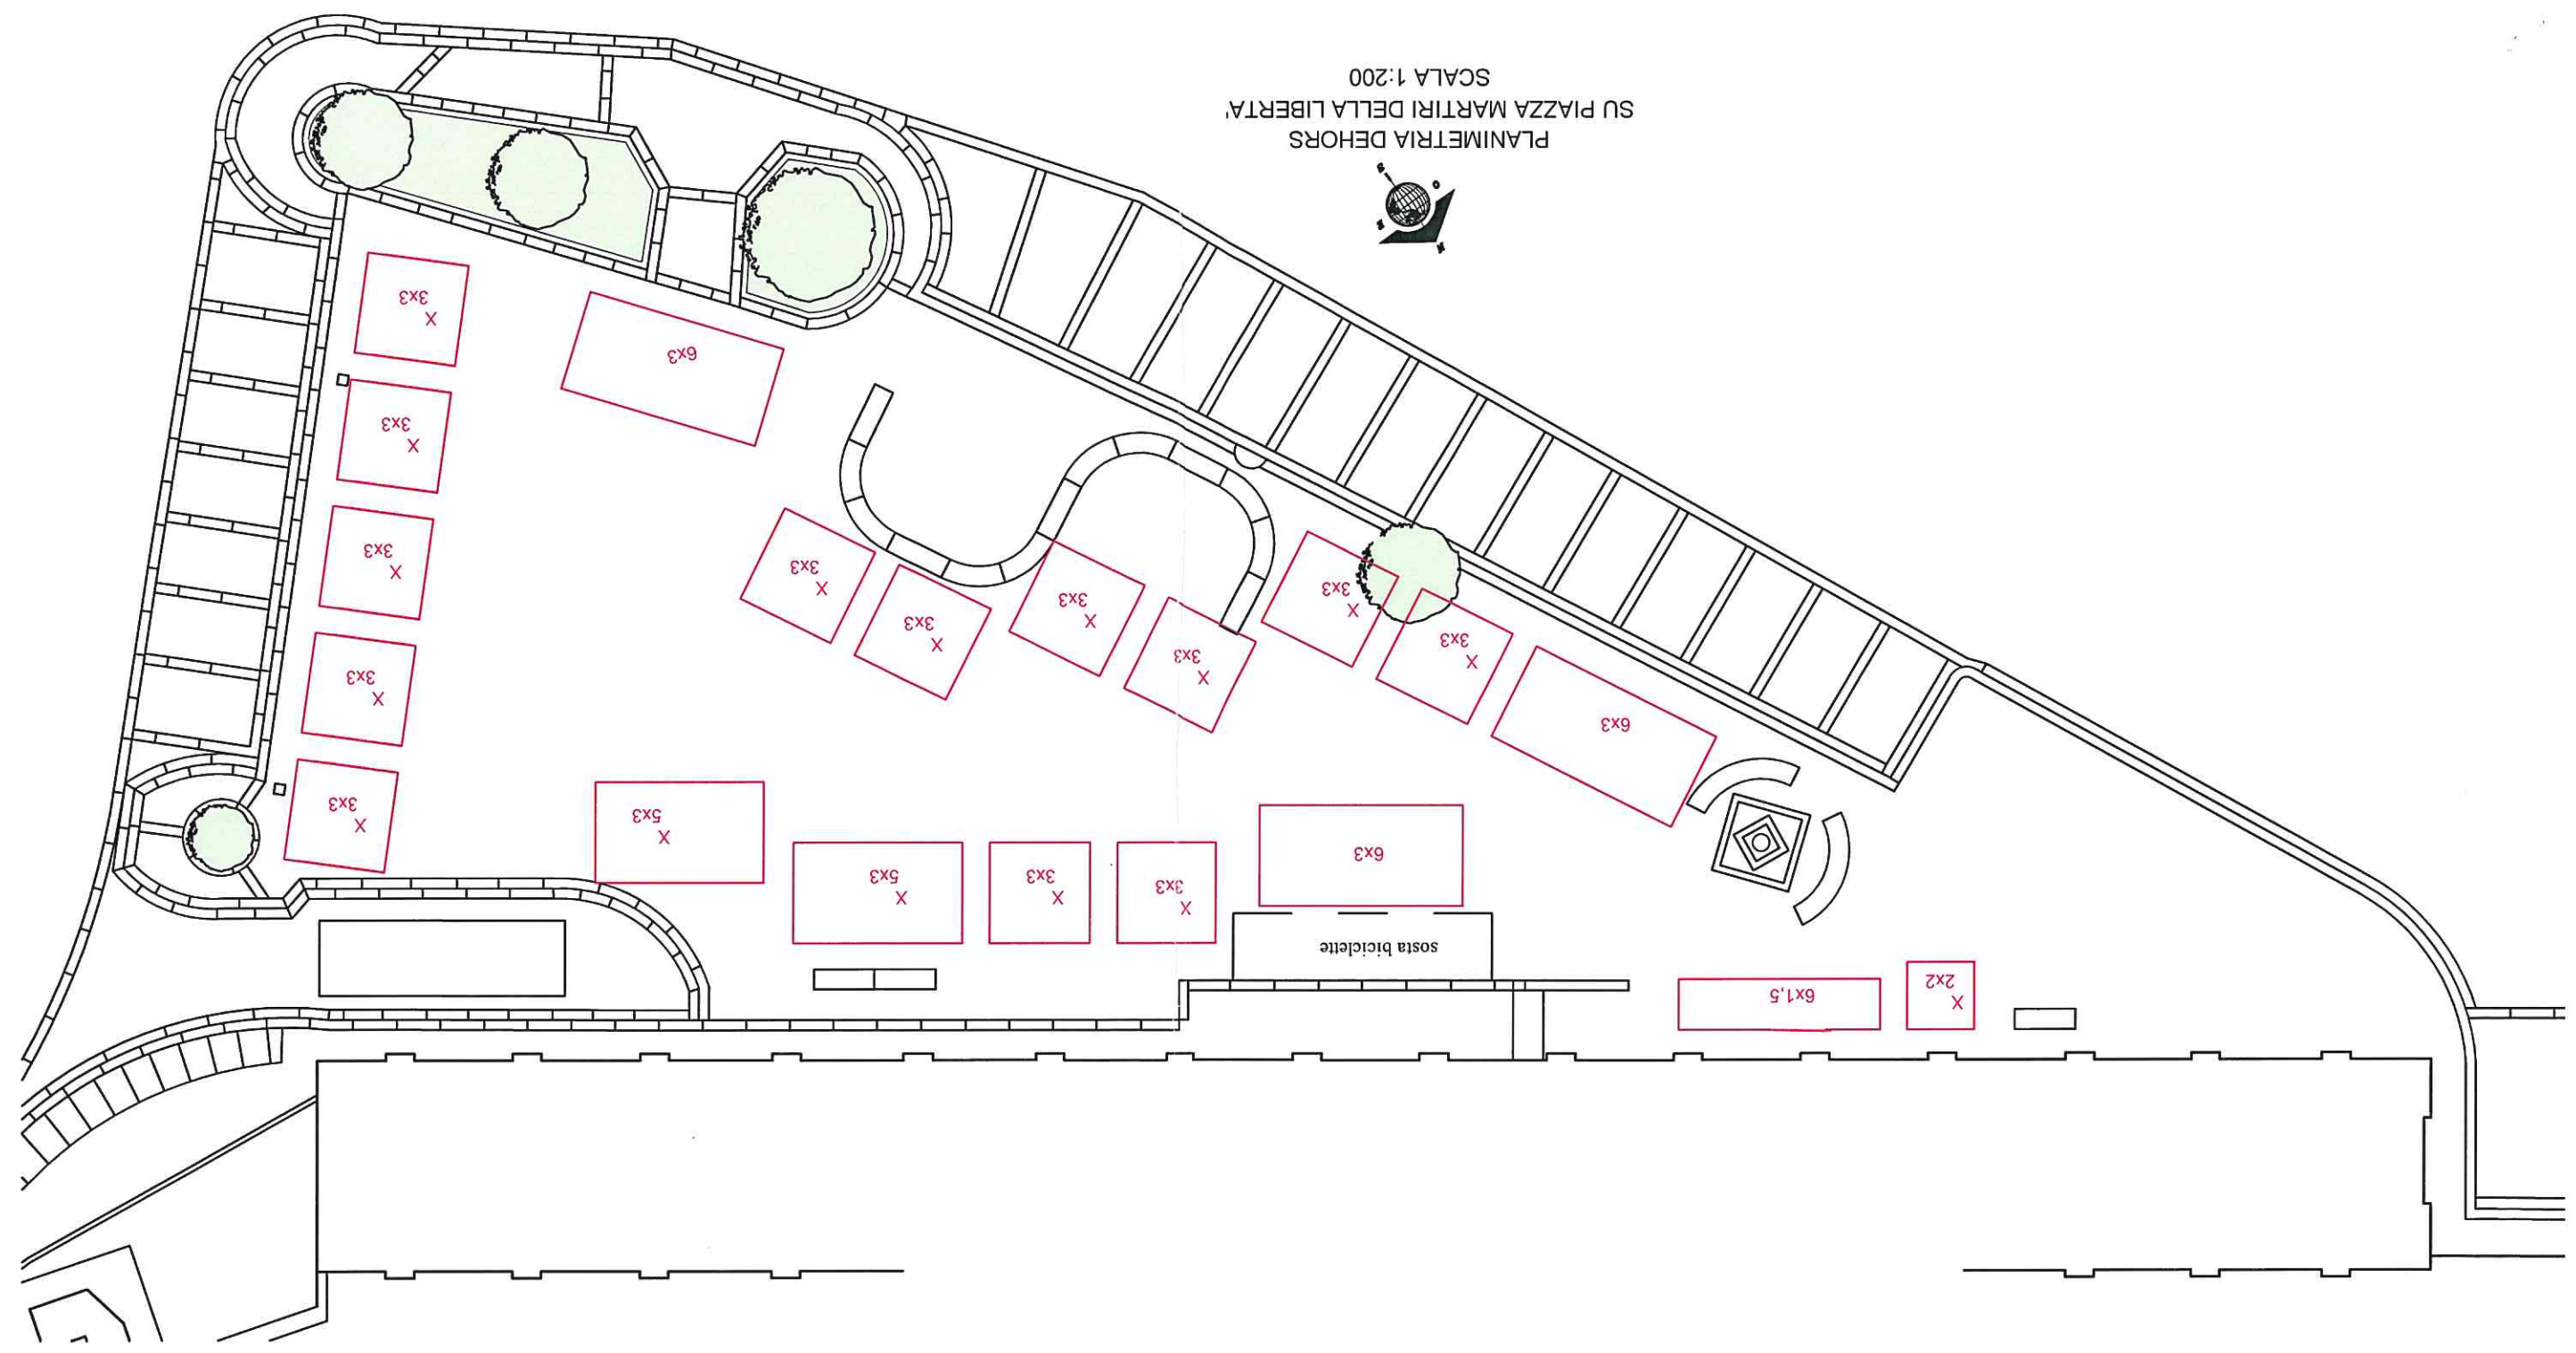 X
2x2
6x1,5
sosta biciclette
X
3x3
X
3x3
X
5x3
6x3
X
5x3
X
3x3
6x3
X
3x3
X
3x3
X
3x3
X
3x3
X
3x3
X
3x3
X
3x3
X
3x3
X
3x3
6x3
X
3x3
PLANIMETRIA DEHORS
SU PIAZZA MARTIRI DELLA LIBERTA'
SCALA 1:200